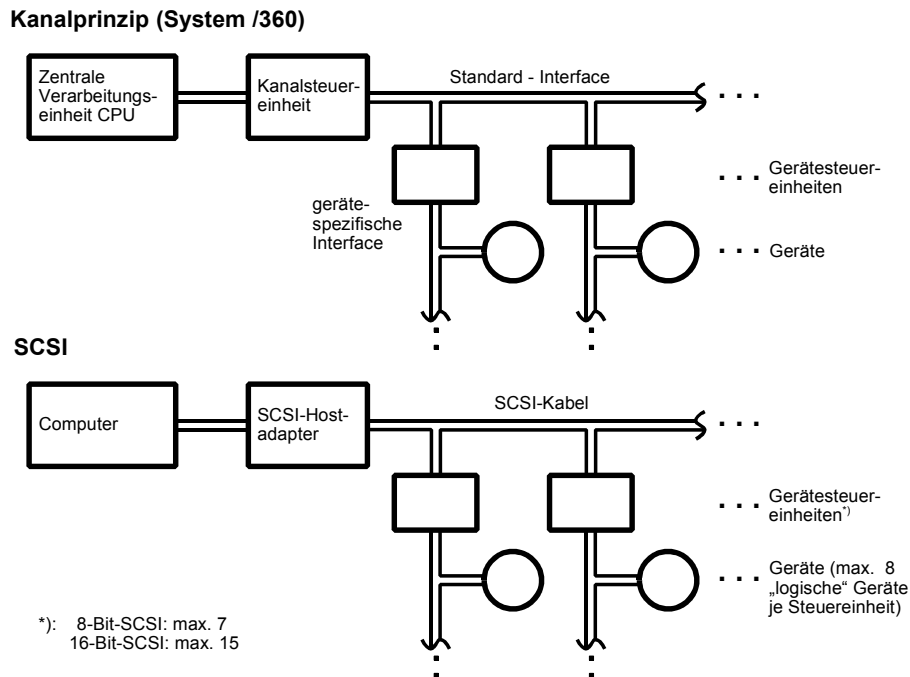 Kanalprinzip (System /360)
Zentrale
Verarbeitungs-
einheit CPU
Kanalsteuer-
einheit
Standard - Interface
. . .
. . . Gerätesteuer-
einheiten
geräte-
spezifische
Interface
. . . Geräte
SCSI
Computer
SCSI-Host-
adapter
SCSI-Kabel
. . .
. . . Gerätesteuer-
einheiten*)
. . . Geräte (max. 8
„logische“ Geräte
je Steuereinheit)
*): 8-Bit-SCSI: max. 7
16-Bit-SCSI: max. 15